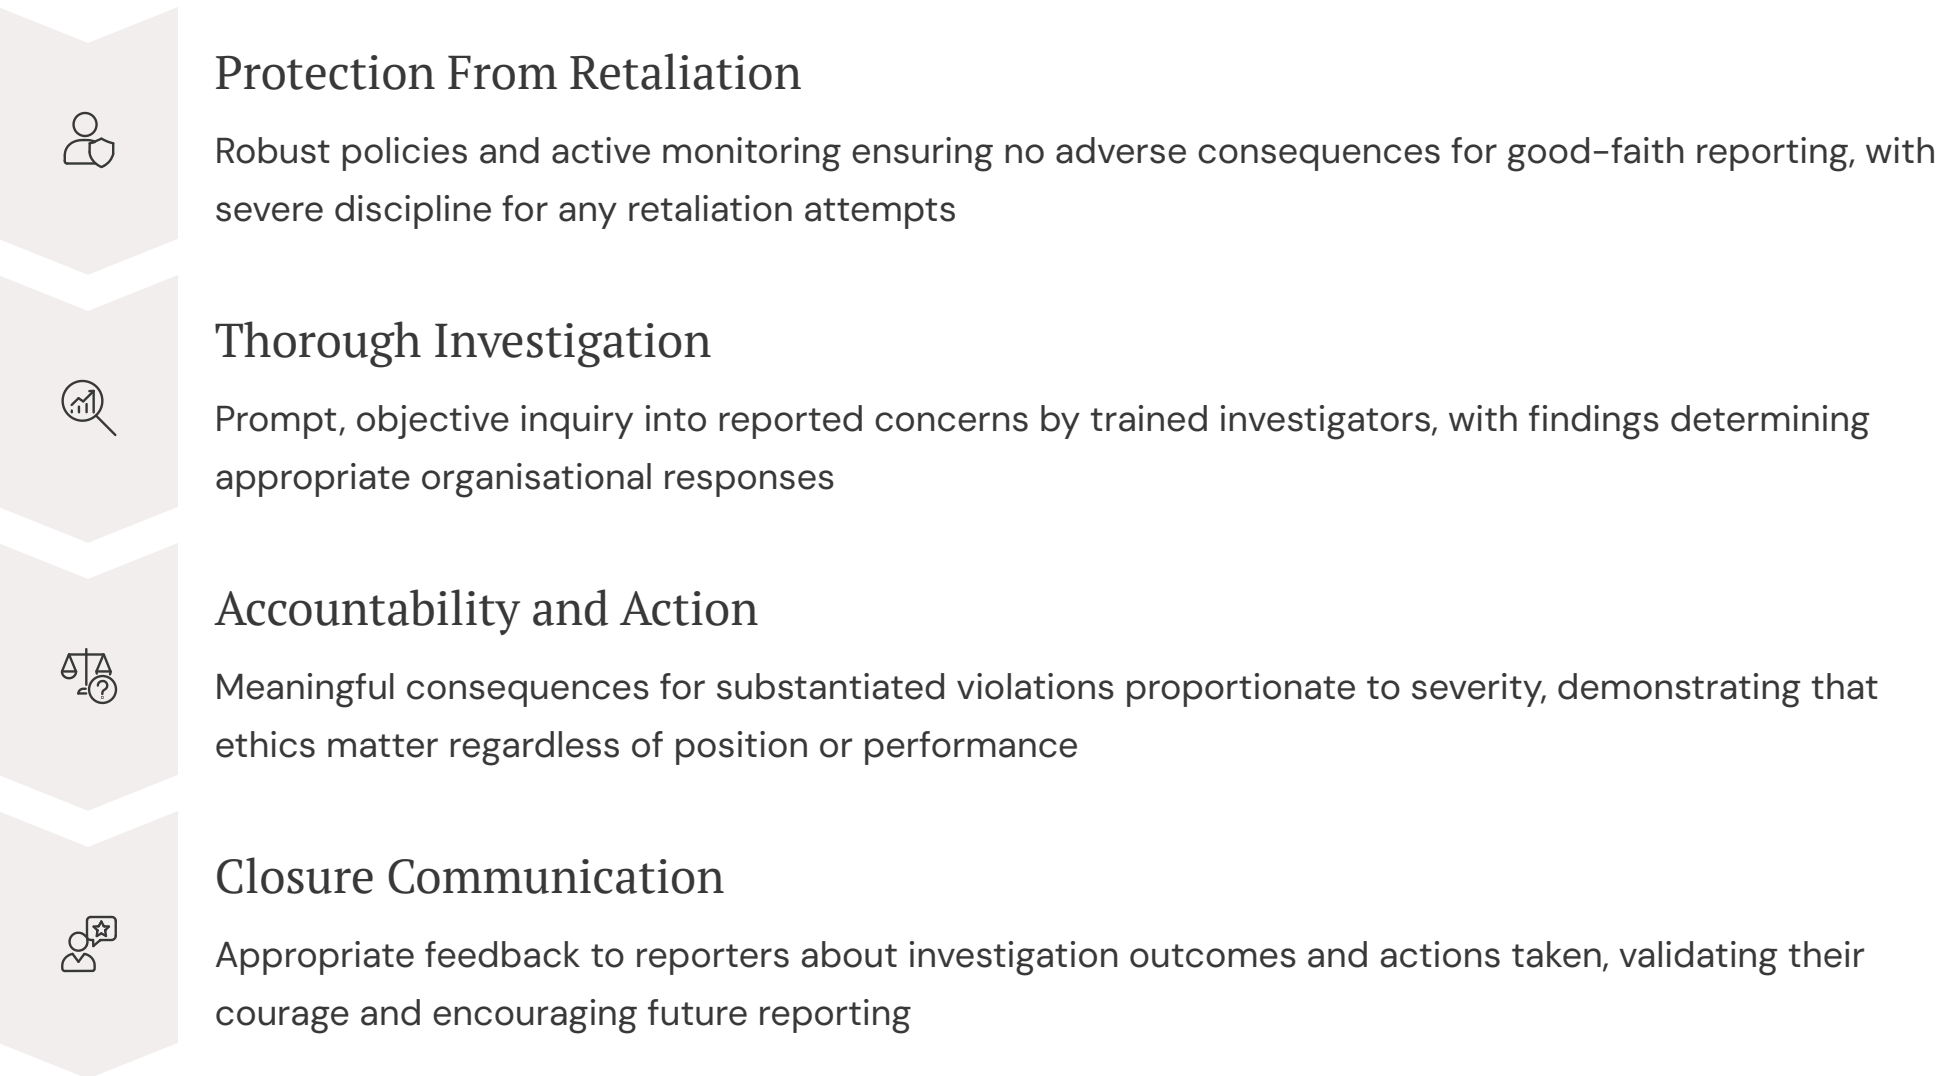 Protection From Retaliation
Robust policies and active monitoring ensuring no adverse consequences for good-faith reporting, with
severe discipline for any retaliation attempts
Thorough Investigation
Prompt, objective inquiry into reported concerns by trained investigators, with findings determining
appropriate organisational responses
Accountability and Action
Meaningful consequences for substantiated violations proportionate to severity, demonstrating that
ethics matter regardless of position or performance
Closure Communication
Appropriate feedback to reporters about investigation outcomes and actions taken, validating their
courage and encouraging future reporting